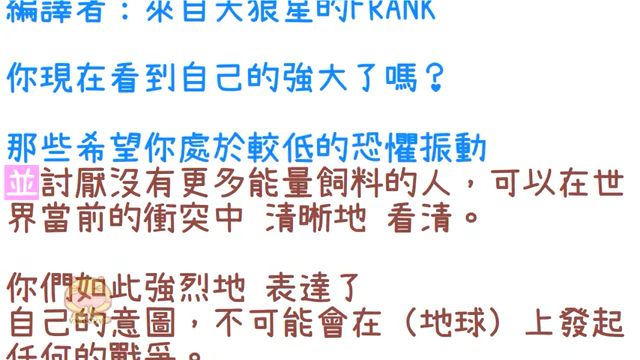 編譯者：來自天狼星的FRANK
你現在看到自己的強大了嗎？
那些希望你處於較低的恐懼振動
並討厭沒有更多能量飼料的人，可以在世
界當前的衝突中 清晰地 看清。
你們如此強烈地 表達了
自己的意圖，不可能會在（地球）上發起
任何的戰爭。